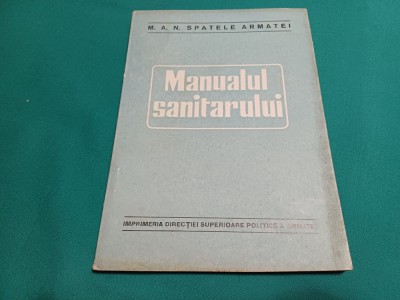 M. A. N. SPATELE ARMATEI
Manualul
sanitarului
IMPRIMERIA DIRECȚIEI SUPERIOARE POLITICE A ARMATEI